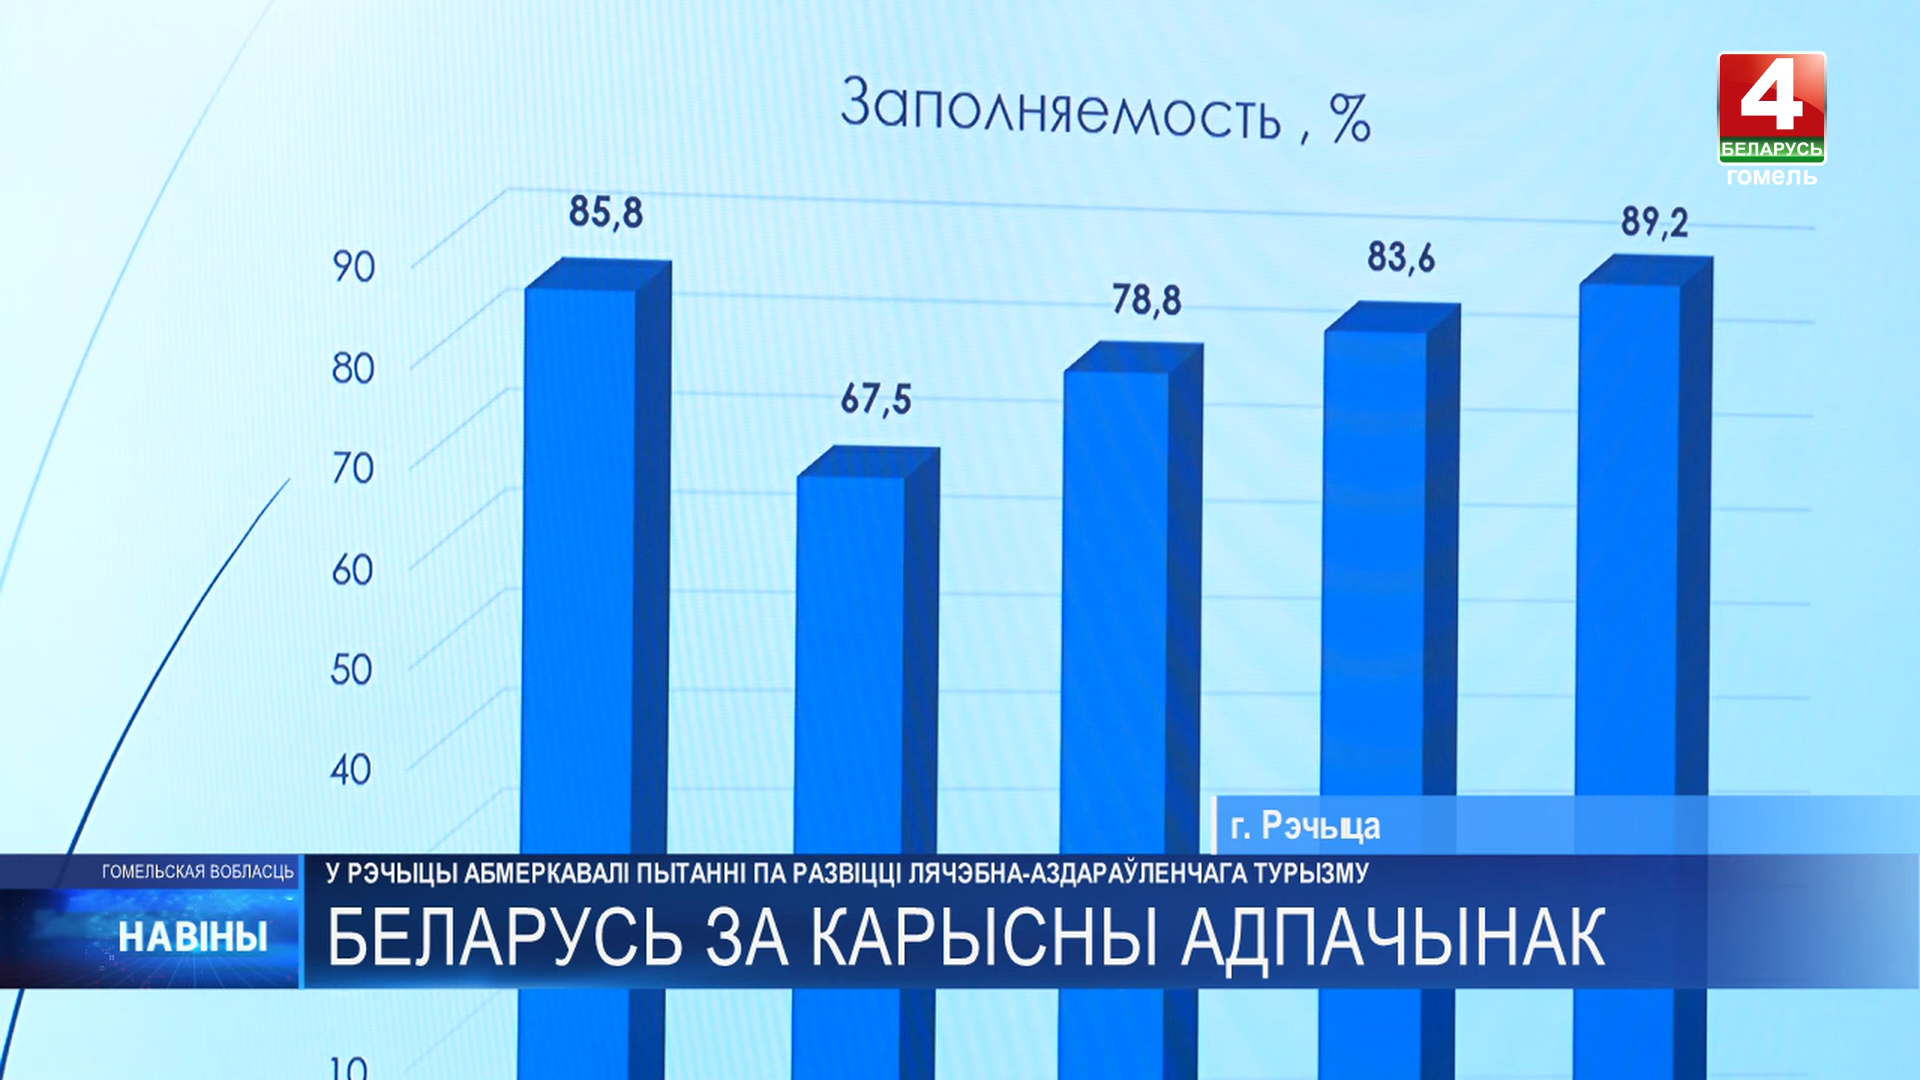 Заполняемость , %
4
БЕЛАРУСЬ
гомель
85,8
67,5
78,8
83,6
89,2
90
80
70
60
50
40
10
г. Рэчыца
ГОМЕЛЬСКАЯ ВОБЛАСЦЬ
НАВІНЫ
У РЭЧЫЦЫ АБМЕРКАВАЛІ ПЫТАННІ ПА РАЗВІЦЦІ ЛЯЧЭБНА-АЗДАРАЎЛЕНЧАГА ТУРЫЗМУ
БЕЛАРУСЬ ЗА КАРЫСНЫ АДПАЧЫНАК